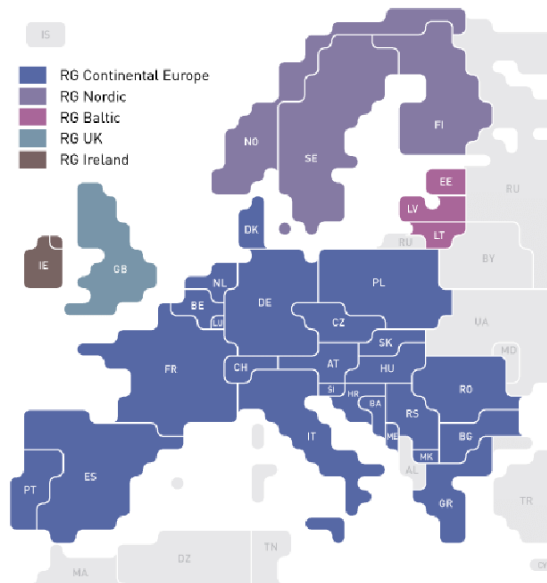 IS
RG Continental Europe
RG Nordic
RG Baltic
RG UK
RG Ireland
NO
SE
FI
RU
EE
LV
LT
RU
BY
DK
IE
GB
NL
BE
LU
DE
PL
CZ
UA
SK
MD
FR
CH
AT
HU
SI
HR
BA
RS
RO
IT
ME
BG
MK
AL
PT
ES
GR
TR
MA
DZ
TN
CY